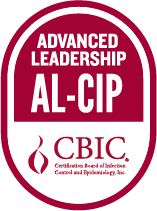 ADVANCED
LEADERSHIP
AL-CIP
CBIC.
Certification Board of Infection
Control and Epidemiology, Inc.